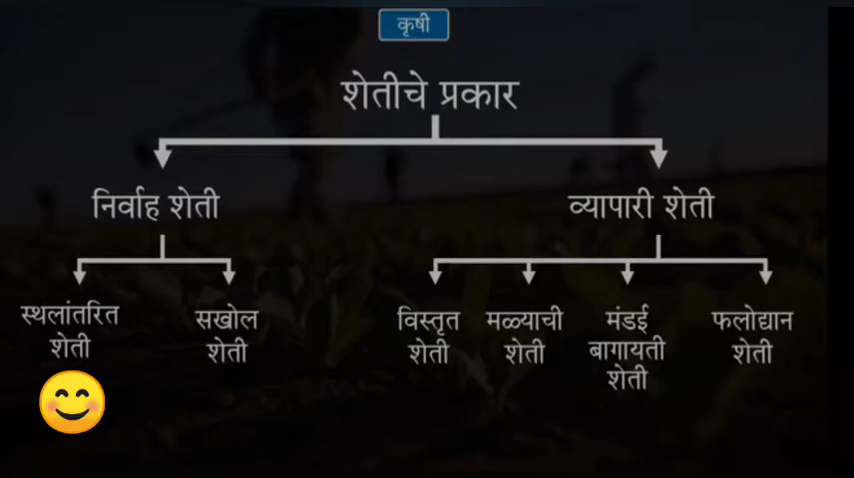 कृषी
शेतीचे प्रकार
निर्वाह शेती
व्यापारी शेती
स्थलांतरित
शेती
सखोल
शेती
विस्तृत
शेती
मळ्याची
शेती
मंडई
बागायती
शेती
फलोद्यान
शेती